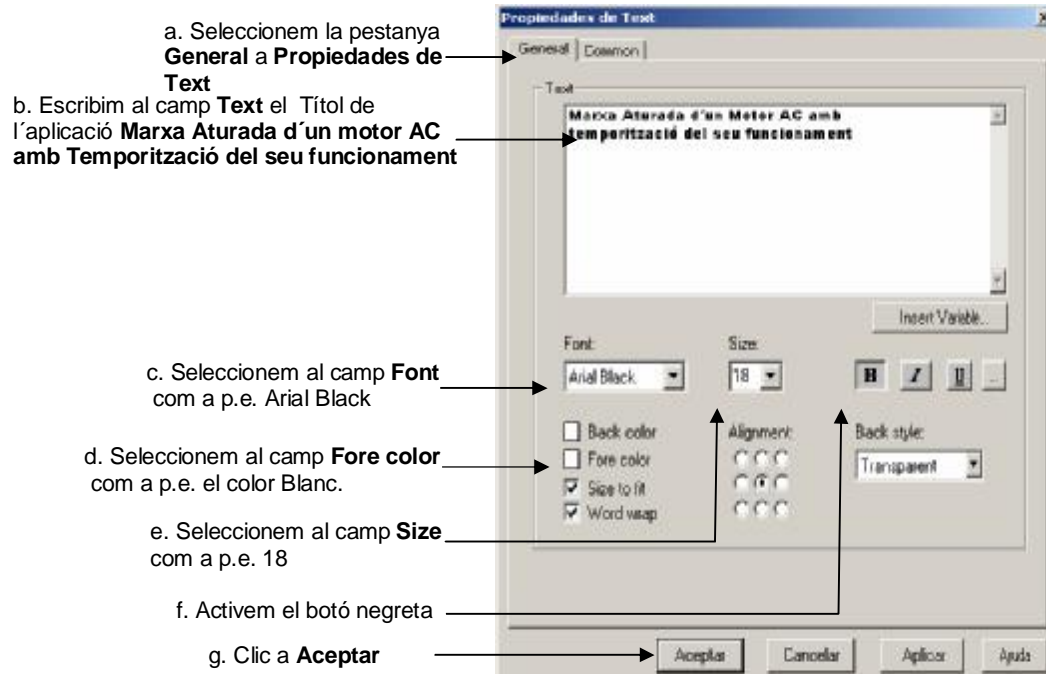 a. Seleccionem la pestanya
General a Propiedades de
Text
b. Escribim al camp Text el Títol de
l´aplicació Marxa Aturada d´un motor AC
amb Temporització del seu funcionament
c. Seleccionem al camp Font
com a p.e. Arial Black
d. Seleccionem al camp Fore color
com a p.e. el color Blanc.
e. Seleccionem al camp Size
com a p.e. 18
f. Activem el botó negreta
g. Clic a Aceptar
Propiedades de Text
General Common
Text
Marxa Aturada d´un Motor AC amb
temporització del seu funcionament
Insert Variable...
Font: Size:
Arial Black 18 B I U ...
Back color Alignment: Back style:
Fore color Transparent
Size to fit
Word wrap
Aceptar Cancelar Aplicar Ayuda